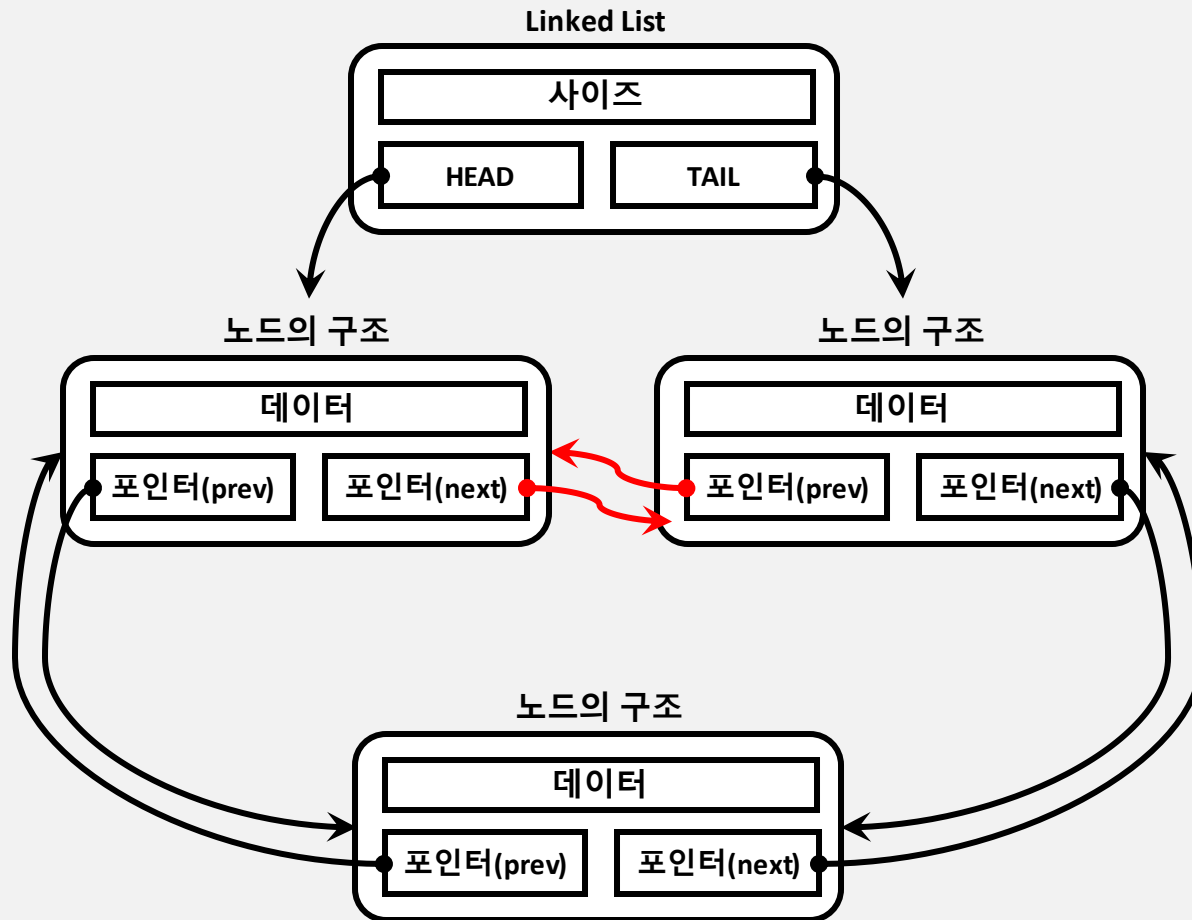 Linked List
사이즈
HEAD
TAIL
노드의 구조
노드의 구조
데이터
데이터
포인터(prev)
포인터(next)
포인터(prev)
포인터(next)
노드의 구조
데이터
포인터(prev)
포인터(next)